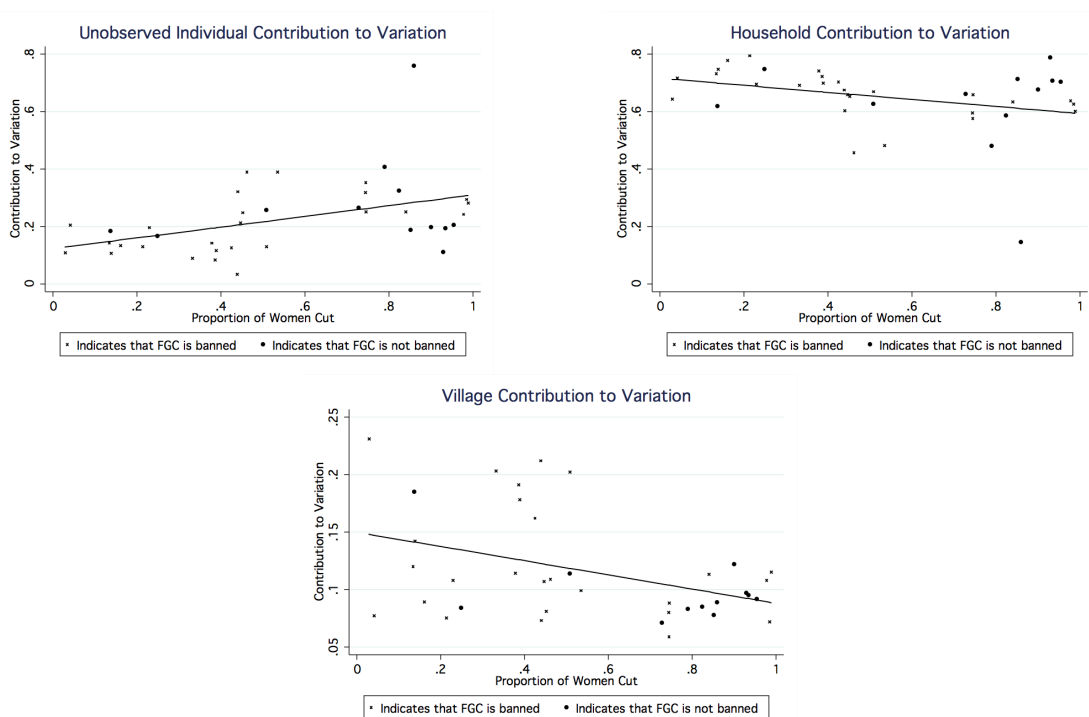 Unobserved Individual Contribution to Variation
Contribution to Variation
.8
.6
.4
.2
0
0 .2 .4 .6 .8 1
Proportion of Women Cut
× Indicates that FGC is banned ● Indicates that FGC is not banned
Household Contribution to Variation
Contribution to Variation
.8
.6
.4
.2
0
0 .2 .4 .6 .8 1
Proportion of Women Cut
× Indicates that FGC is banned ● Indicates that FGC is not banned
Village Contribution to Variation
Contribution to Variation
.25
.2
.15
.1
.05
0 .2 .4 .6 .8 1
Proportion of Women Cut
× Indicates that FGC is banned ● Indicates that FGC is not banned